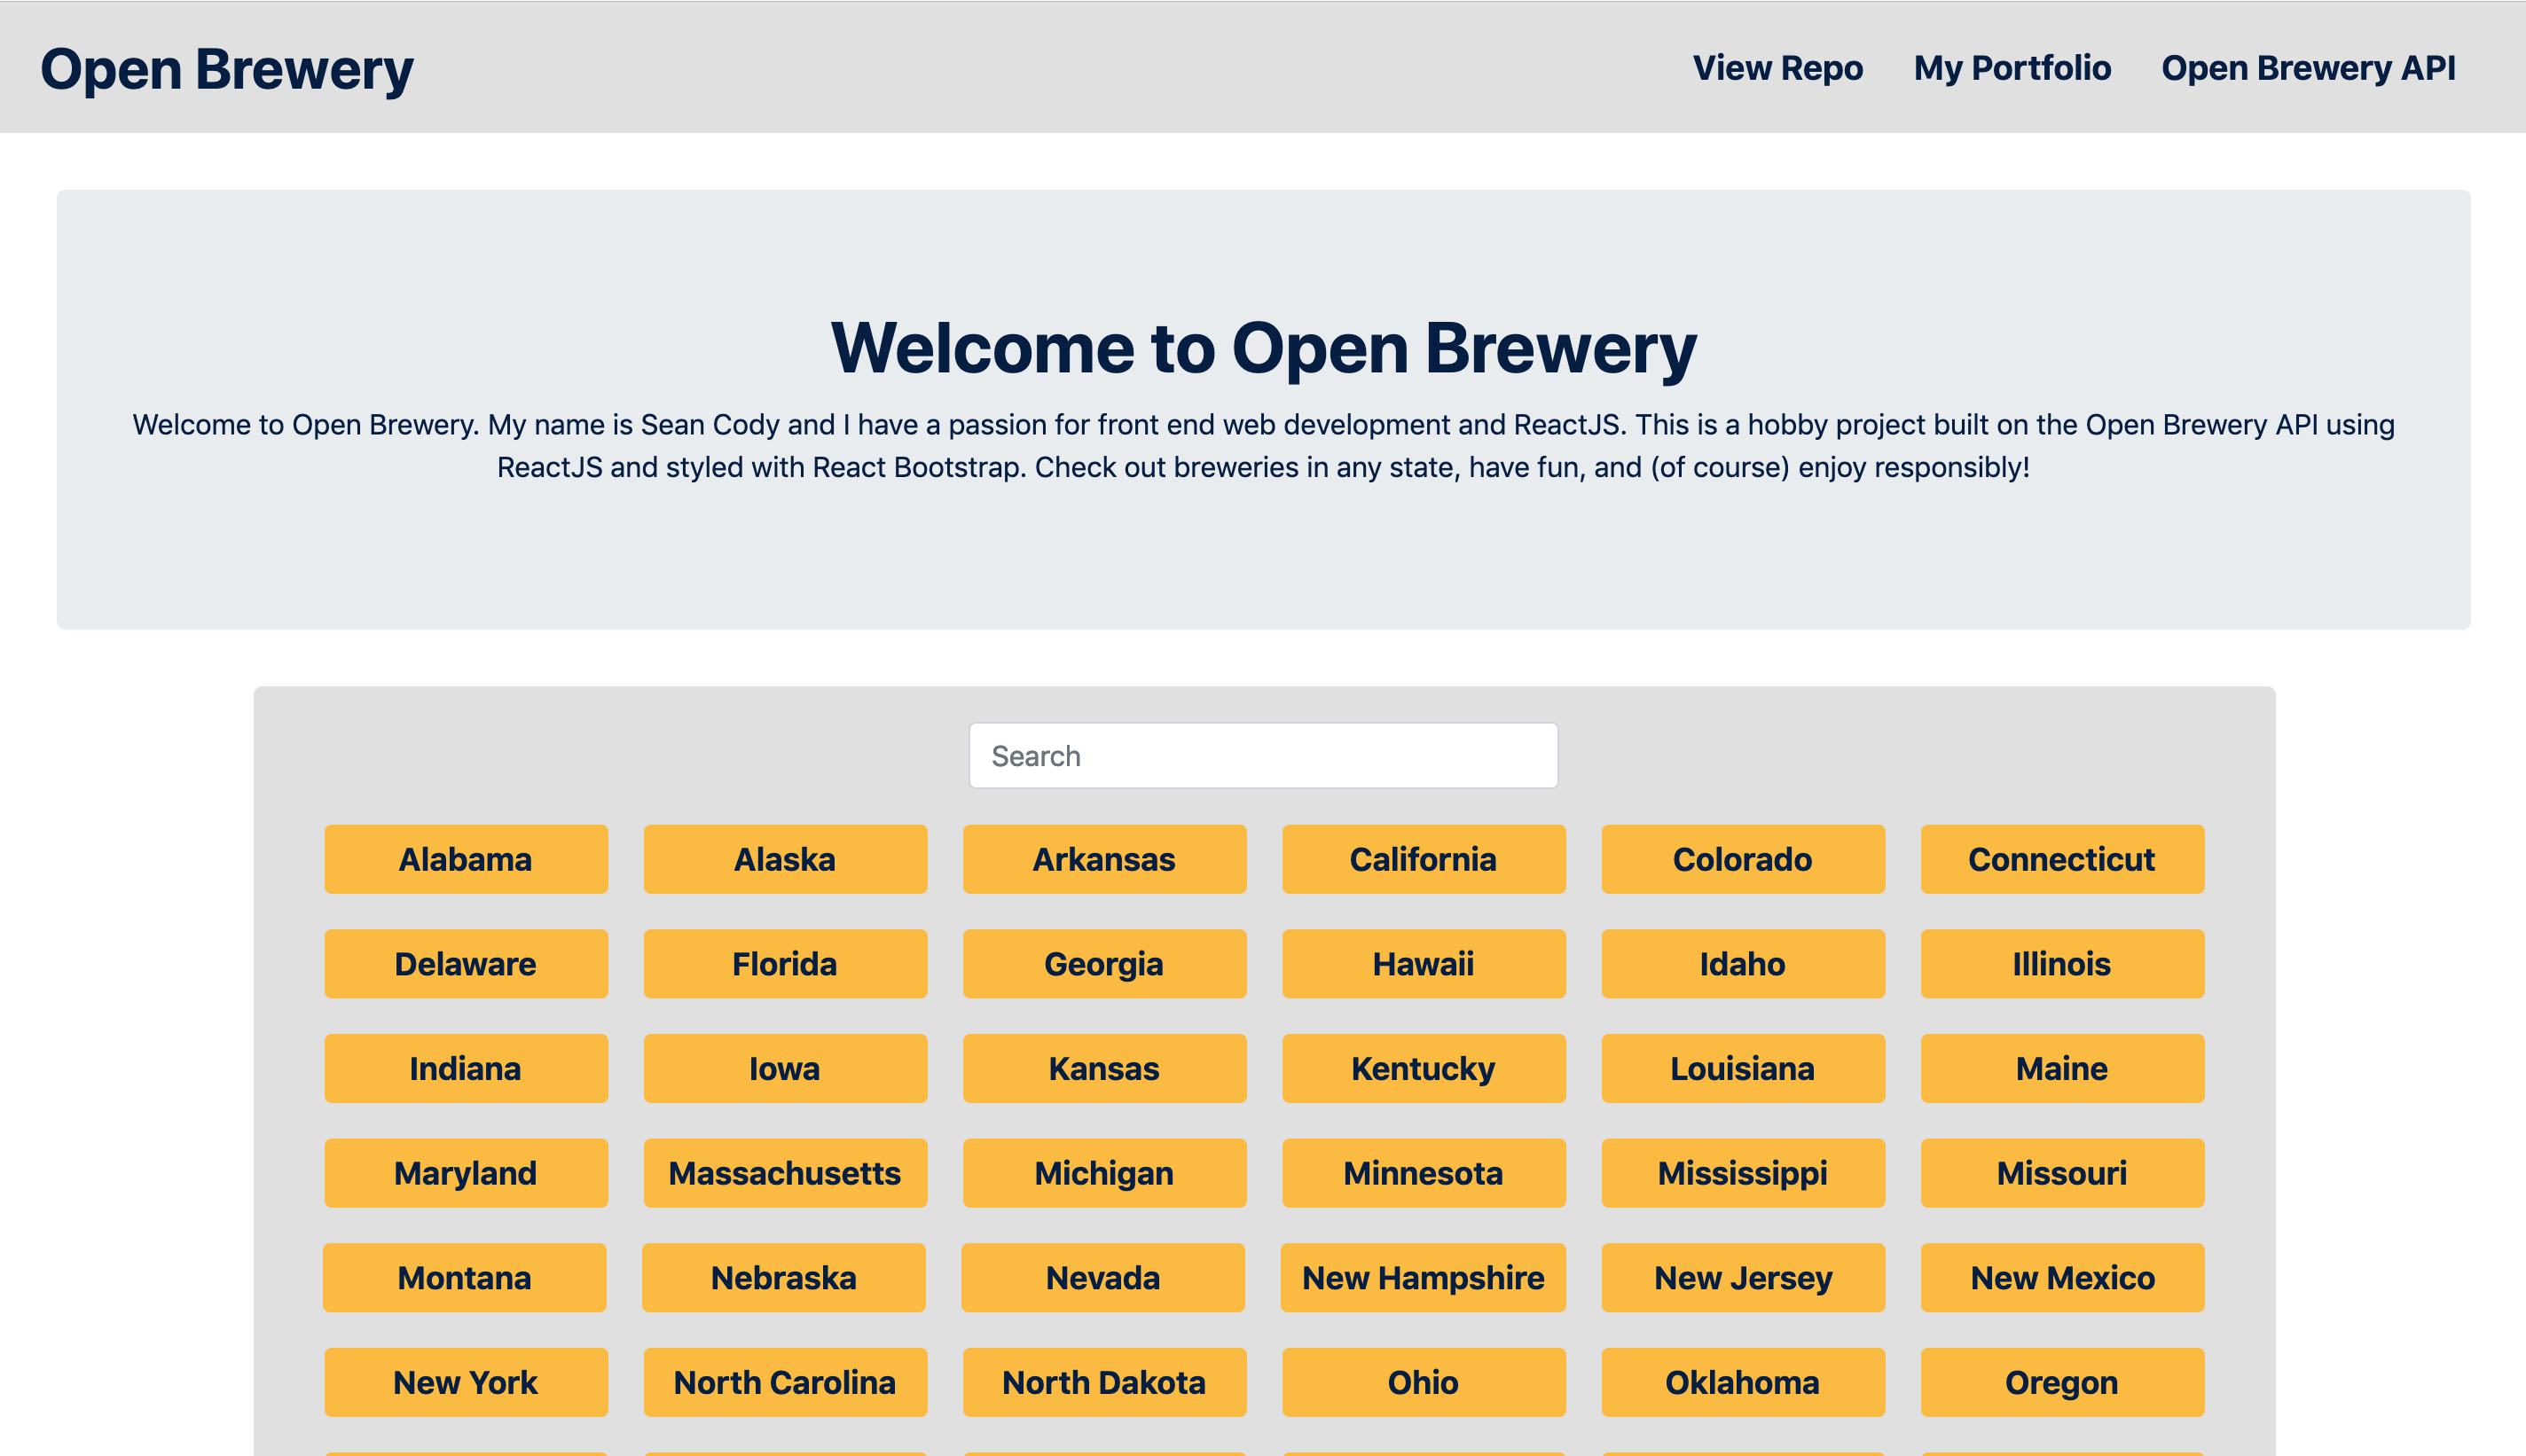 Open Brewery
View Repo My Portfolio Open Brewery API
Welcome to Open Brewery
Welcome to Open Brewery. My name is Sean Cody and I have a passion for front end web development and ReactJS. This is a hobby project built on the Open Brewery API using
ReactJS and styled with React Bootstrap. Check out breweries in any state, have fun, and (of course) enjoy responsibly!
Search
Alabama Alaska Arkansas California Colorado Connecticut
Delaware Florida Georgia Hawaii Idaho Illinois
Indiana Iowa Kansas Kentucky Louisiana Maine
Maryland Massachusetts Michigan Minnesota Mississippi Missouri
Montana Nebraska Nevada New Hampshire New Jersey New Mexico
New York North Carolina North Dakota Ohio Oklahoma Oregon